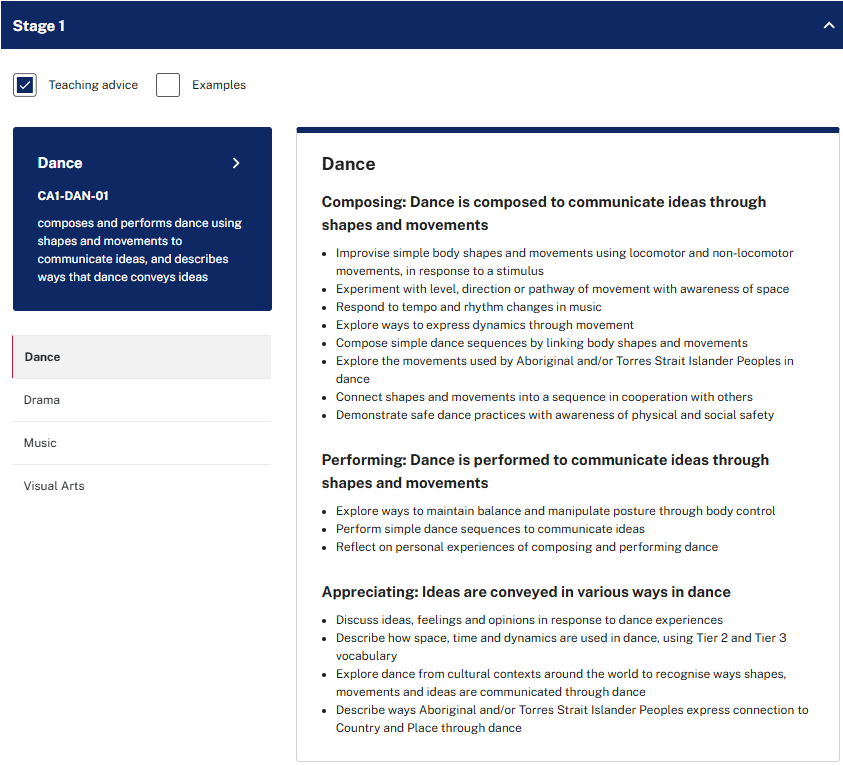 Stage 1
Teaching advice
Examples
Dance
CA1-DAN-01
composes and performs dance using
shapes and movements to
communicate ideas, and describes
ways that dance conveys ideas
Dance
Drama
Music
Visual Arts
Dance
Composing: Dance is composed to communicate ideas through
shapes and movements
Improvise simple body shapes and movements using locomotor and non-locomotor
movements, in response to a stimulus
Experiment with level, direction or pathway of movement with awareness of space
Respond to tempo and rhythm changes in music
Explore ways to express dynamics through movement
Compose simple dance sequences by linking body shapes and movements
Explore the movements used by Aboriginal and/or Torres Strait Islander Peoples in
dance
Connect shapes and movements into a sequence in cooperation with others
Demonstrate safe dance practices with awareness of physical and social safety
Performing: Dance is performed to communicate ideas through
shapes and movements
Explore ways to maintain balance and manipulate posture through body control
Perform simple dance sequences to communicate ideas
Reflect on personal experiences of composing and performing dance
Appreciating: Ideas are conveyed in various ways in dance
Discuss ideas, feelings and opinions in response to dance experiences
Describe how space, time and dynamics are used in dance, using Tier 2 and Tier 3
vocabulary
Explore dance from cultural contexts around the world to recognise ways shapes,
movements and ideas are communicated through dance
Describe ways Aboriginal and/or Torres Strait Islander Peoples express connection to
Country and Place through dance